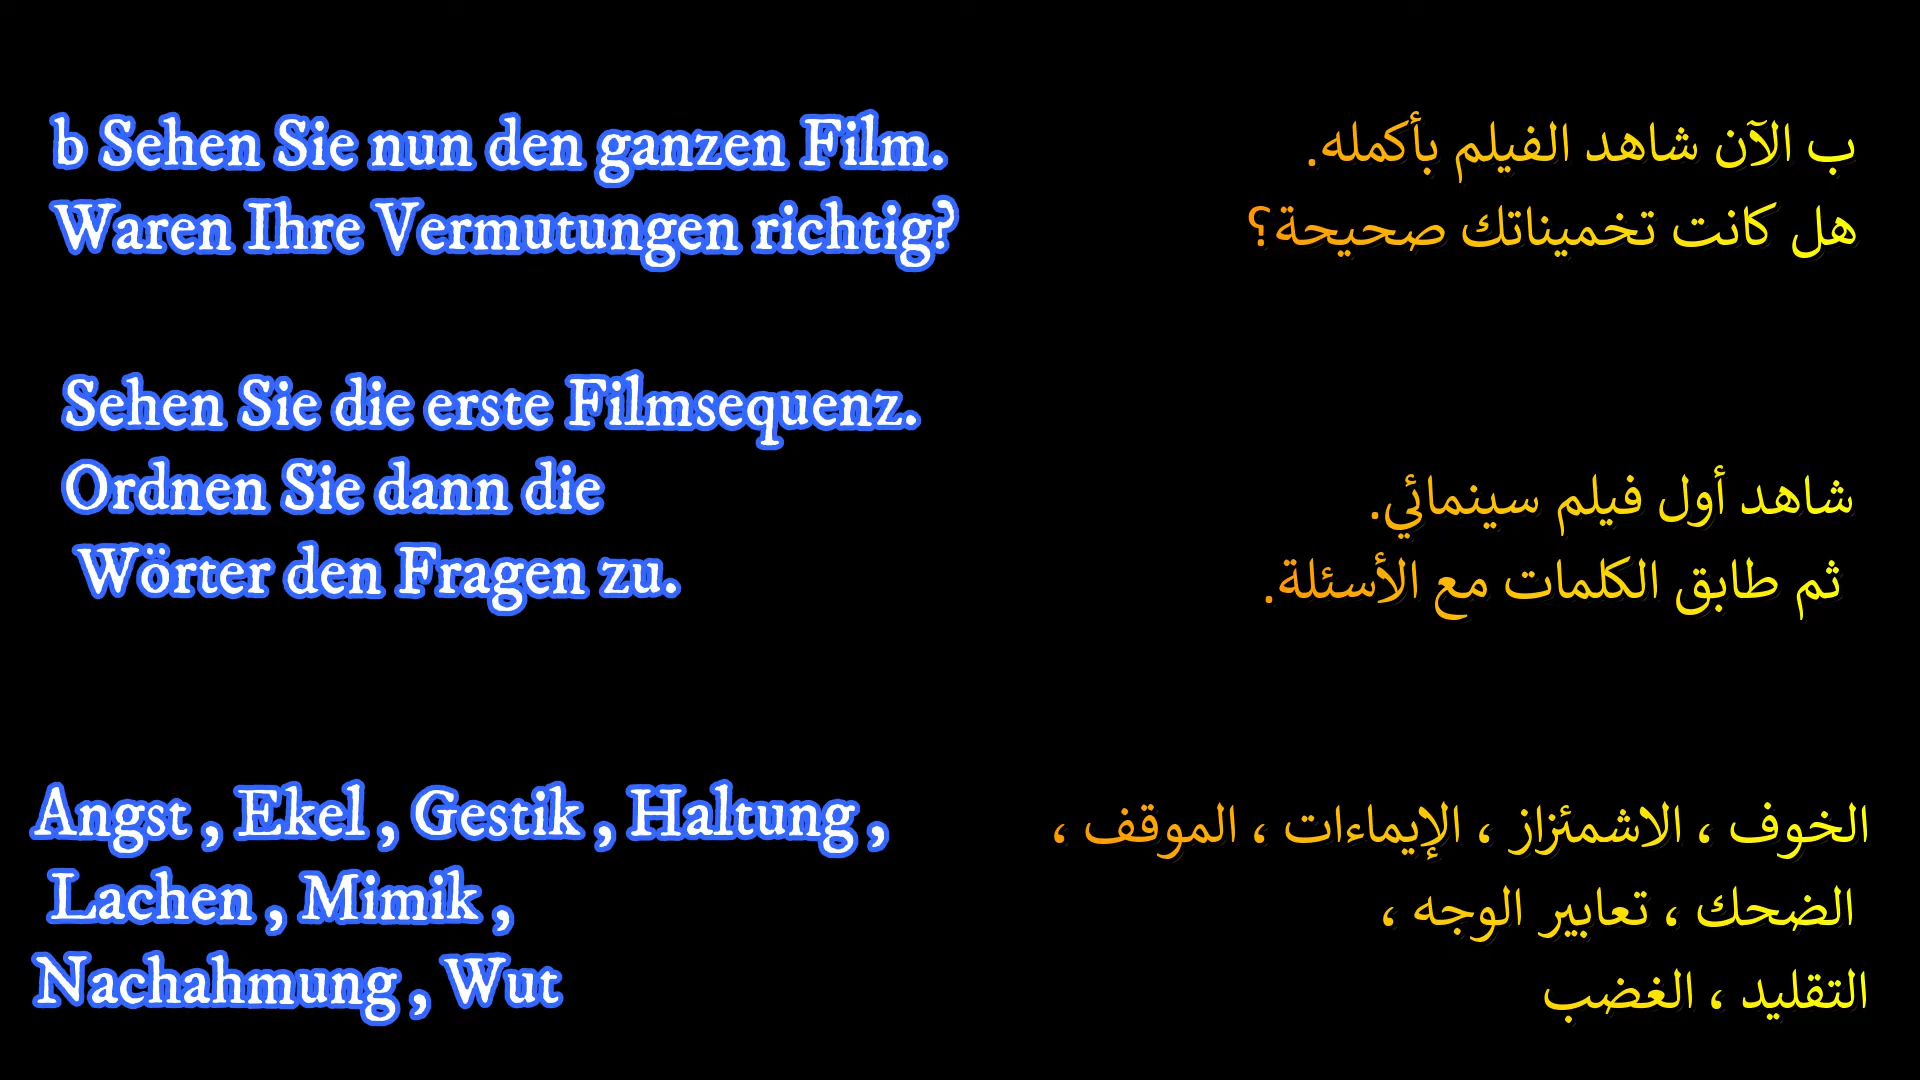 b Sehen Sie nun den ganzen Film.
Waren Ihre Vermutungen richtig?
ب الآن شاهد الفيلم بأكمله.
هل كانت تخميناتك صحيحة؟
Sehen Sie die erste Filmsequenz.
Ordnen Sie dann die
Wörter den Fragen zu.
شاهد أول فيلم سينمائي.
ثم طابق الكلمات مع الأسئلة.
Angst , Ekel , Gestik , Haltung ,
Lachen , Mimik ,
Nachahmung , Wut
الخوف ، الاشمئزاز ، الإيماءات ، الموقف ،
الضحك ، تعابير الوجه ،
التقليد ، الغضب